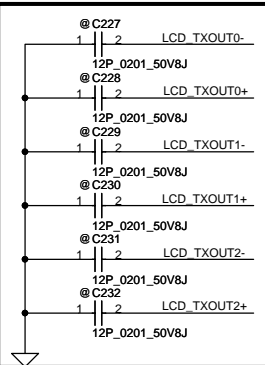 @C227
1 2 LCD_TXOUT0-
12P_0201_50V8J
@C228
1 2 LCD_TXOUT0+
12P_0201_50V8J
@C229
1 2 LCD_TXOUT1-
12P_0201_50V8J
@C230
1 2 LCD_TXOUT1+
12P_0201_50V8J
@C231
1 2 LCD_TXOUT2-
12P_0201_50V8J
@C232
1 2 LCD_TXOUT2+
12P_0201_50V8J